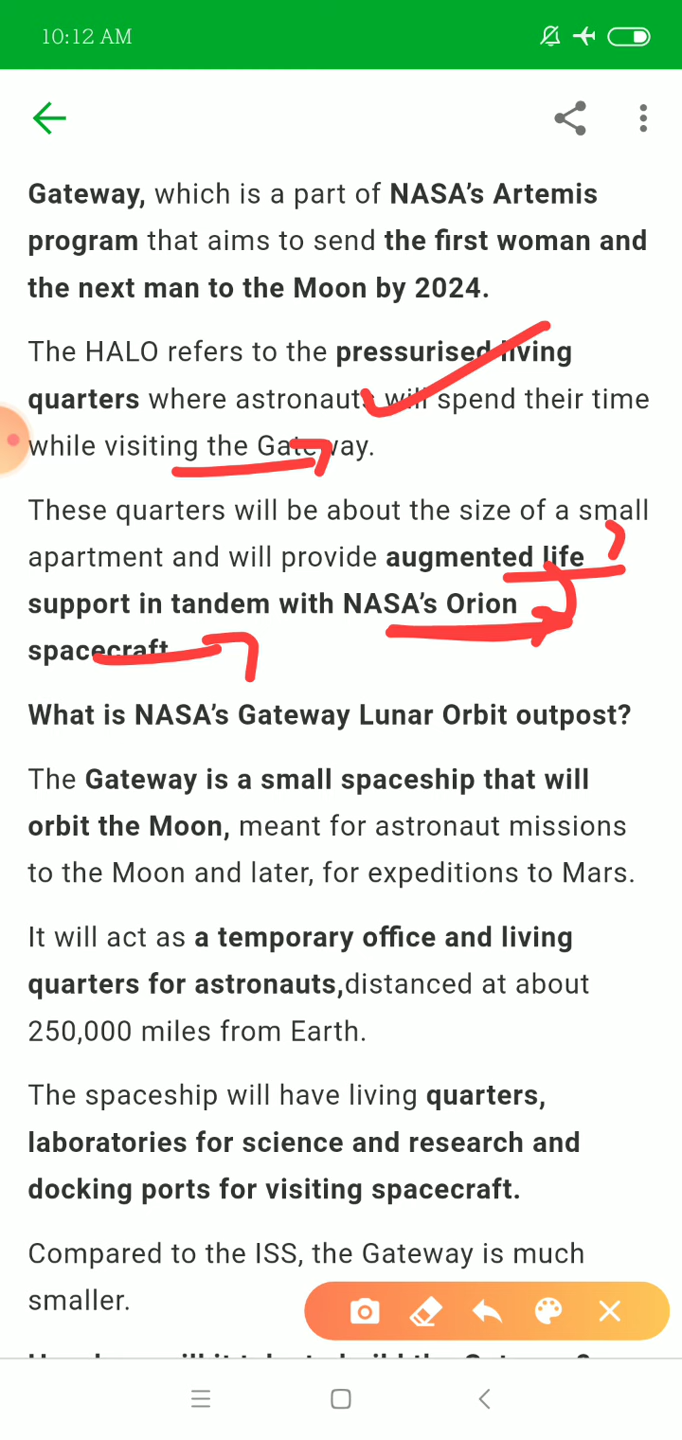 10:12 AM
Gateway, which is a part of NASA's Artemis
program that aims to send the first woman and
the next man to the Moon by 2024.
The HALO refers to the pressurised living
quarters where astronauts will spend their time
while visiting the Gateway.
These quarters will be about the size of a small
apartment and will provide augmented life
support in tandem with NASA's Orion
spacecraft
What is NASA's Gateway Lunar Orbit outpost?
The Gateway is a small spaceship that will
orbit the Moon, meant for astronaut missions
to the Moon and later, for expeditions to Mars.
It will act as a temporary office and living
quarters for astronauts,distanced at about
250,000 miles from Earth.
The spaceship will have living quarters,
laboratories for science and research and
docking ports for visiting spacecraft.
Compared to the ISS, the Gateway is much
smaller.